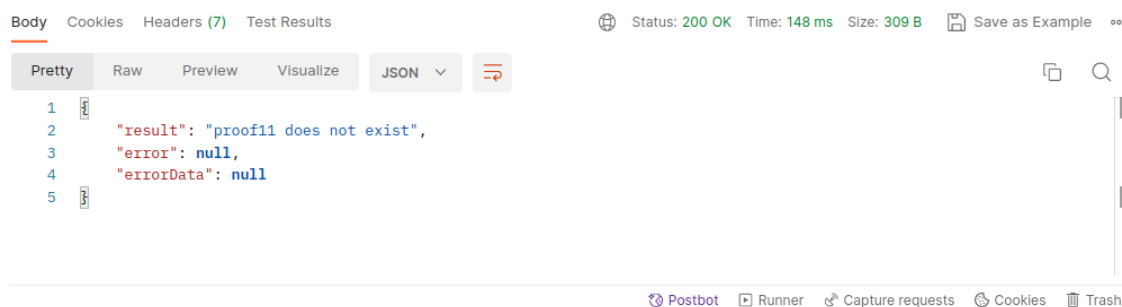 Body Cookies Headers (7) Test Results Status: 200 OK Time: 148 ms Size: 309 B Save as Example
Pretty Raw Preview Visualize JSON
1 {
2 "result": "proof11 does not exist",
3 "error": null,
4 "errorData": null
5 }
Postbot Runner Capture requests Cookies Trash